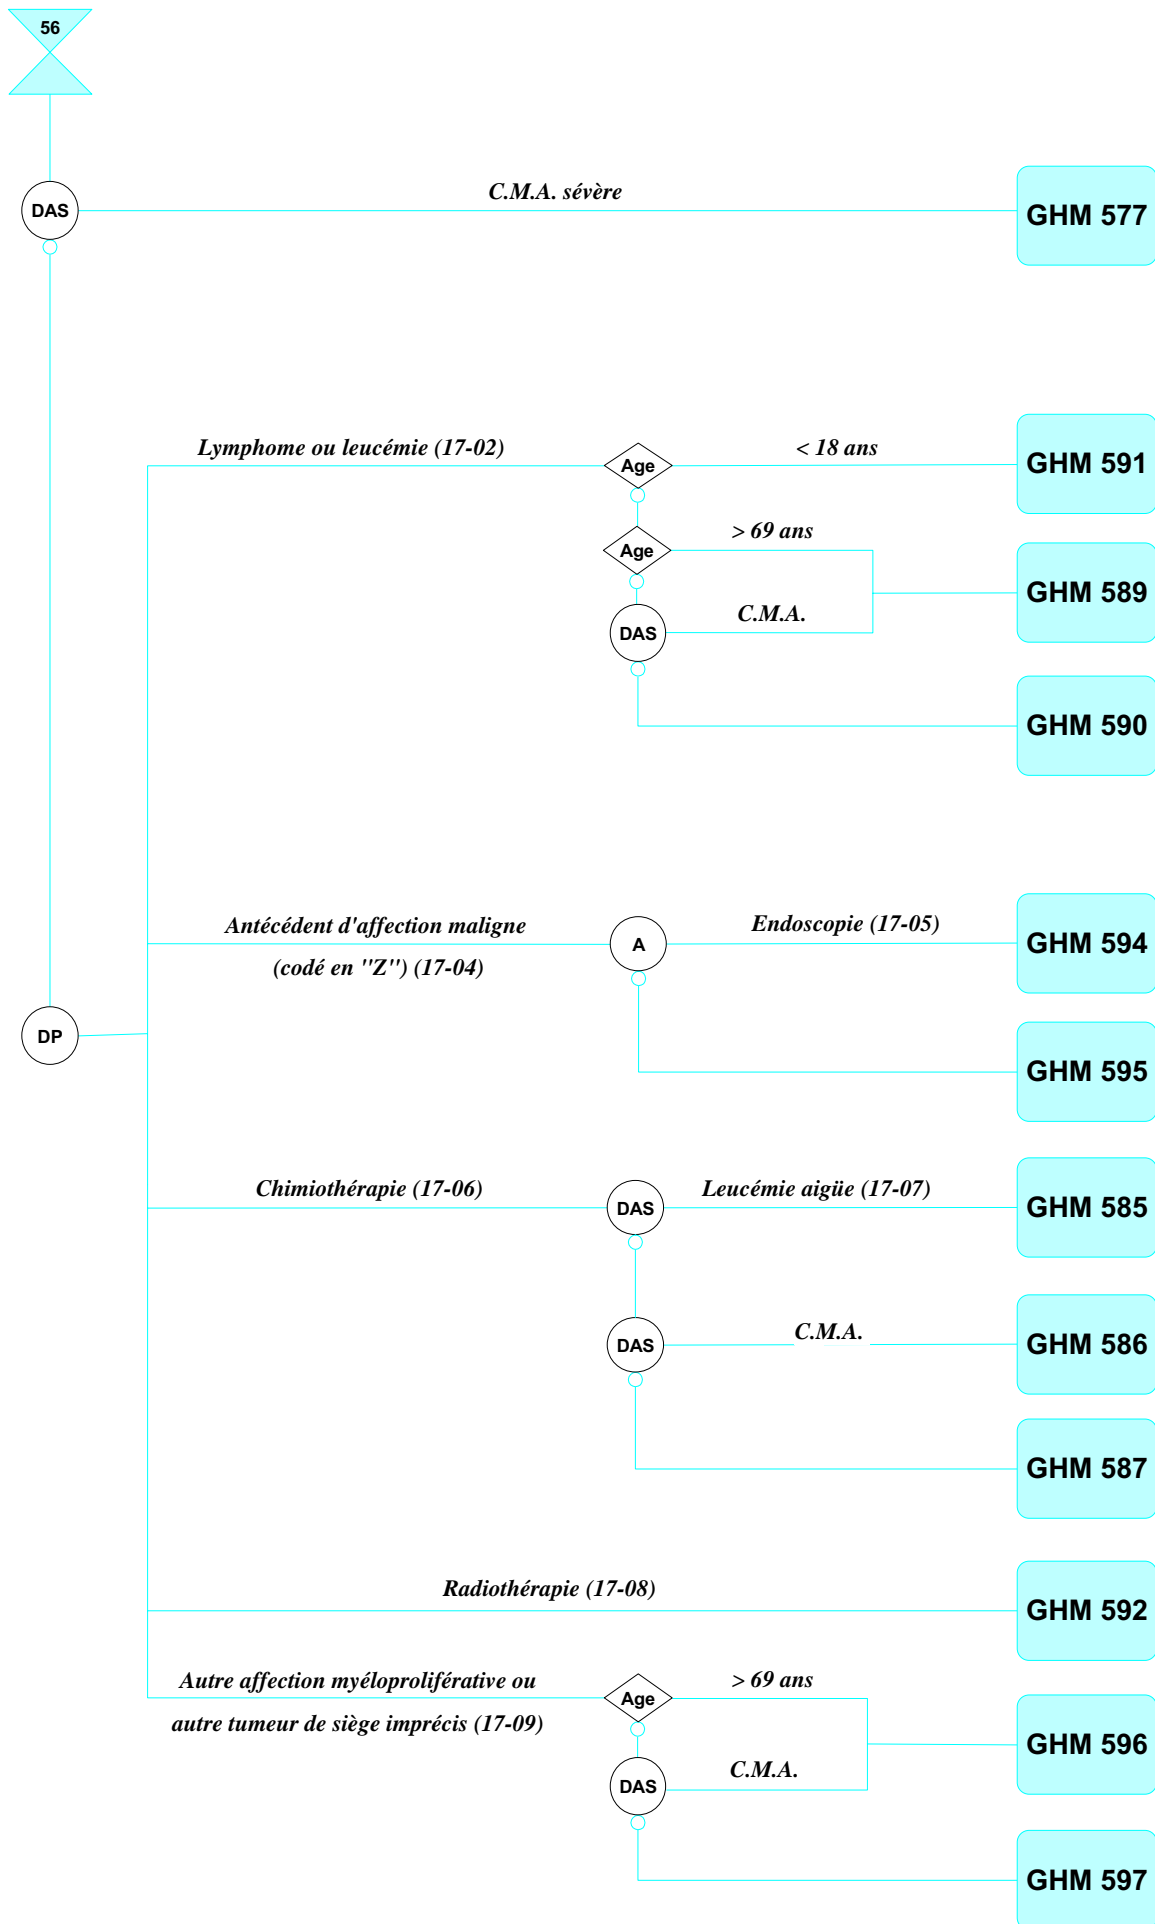 56
DAS
C.M.A. sévère
GHM 577
Lymphome ou leucémie (17-02)
Age
< 18 ans
GHM 591
Age
> 69 ans
GHM 589
DAS
C.M.A.
GHM 590
Antécédent d'affection maligne
(codé en "Z") (17-04)
A
Endoscopie (17-05)
GHM 594
DP
GHM 595
Chimiothérapie (17-06)
DAS
Leucémie aigüe (17-07)
GHM 585
DAS
C.M.A.
GHM 586
GHM 587
Radiothérapie (17-08)
GHM 592
Autre affection myéloproliférative ou
autre tumeur de siège imprécis (17-09)
Age
> 69 ans
GHM 596
DAS
C.M.A.
GHM 597